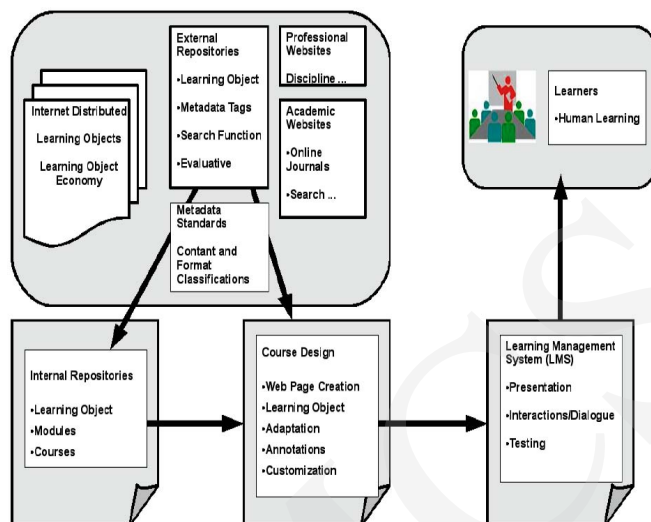 Internet Distributed
Learning Objects
Learning Object
Economy
External
Repositories
•Learning Object
•Metadata Tags
•Search Function
•Evaluative
Metadata
Standards
Content and
Format
Classifications
Professional
Websites
Discipline ...
Academic
Websites
•Online
Journals
•Search ...
Learners
•Human Learning
Internal Repositories
•Learning Object
•Modules
•Courses
Course Design
•Web Page Creation
•Learning Object
•Adaptation
•Annotations
•Customization
Learning Management
System (LMS)
•Presentation
•Interactions/Dialogue
•Testing